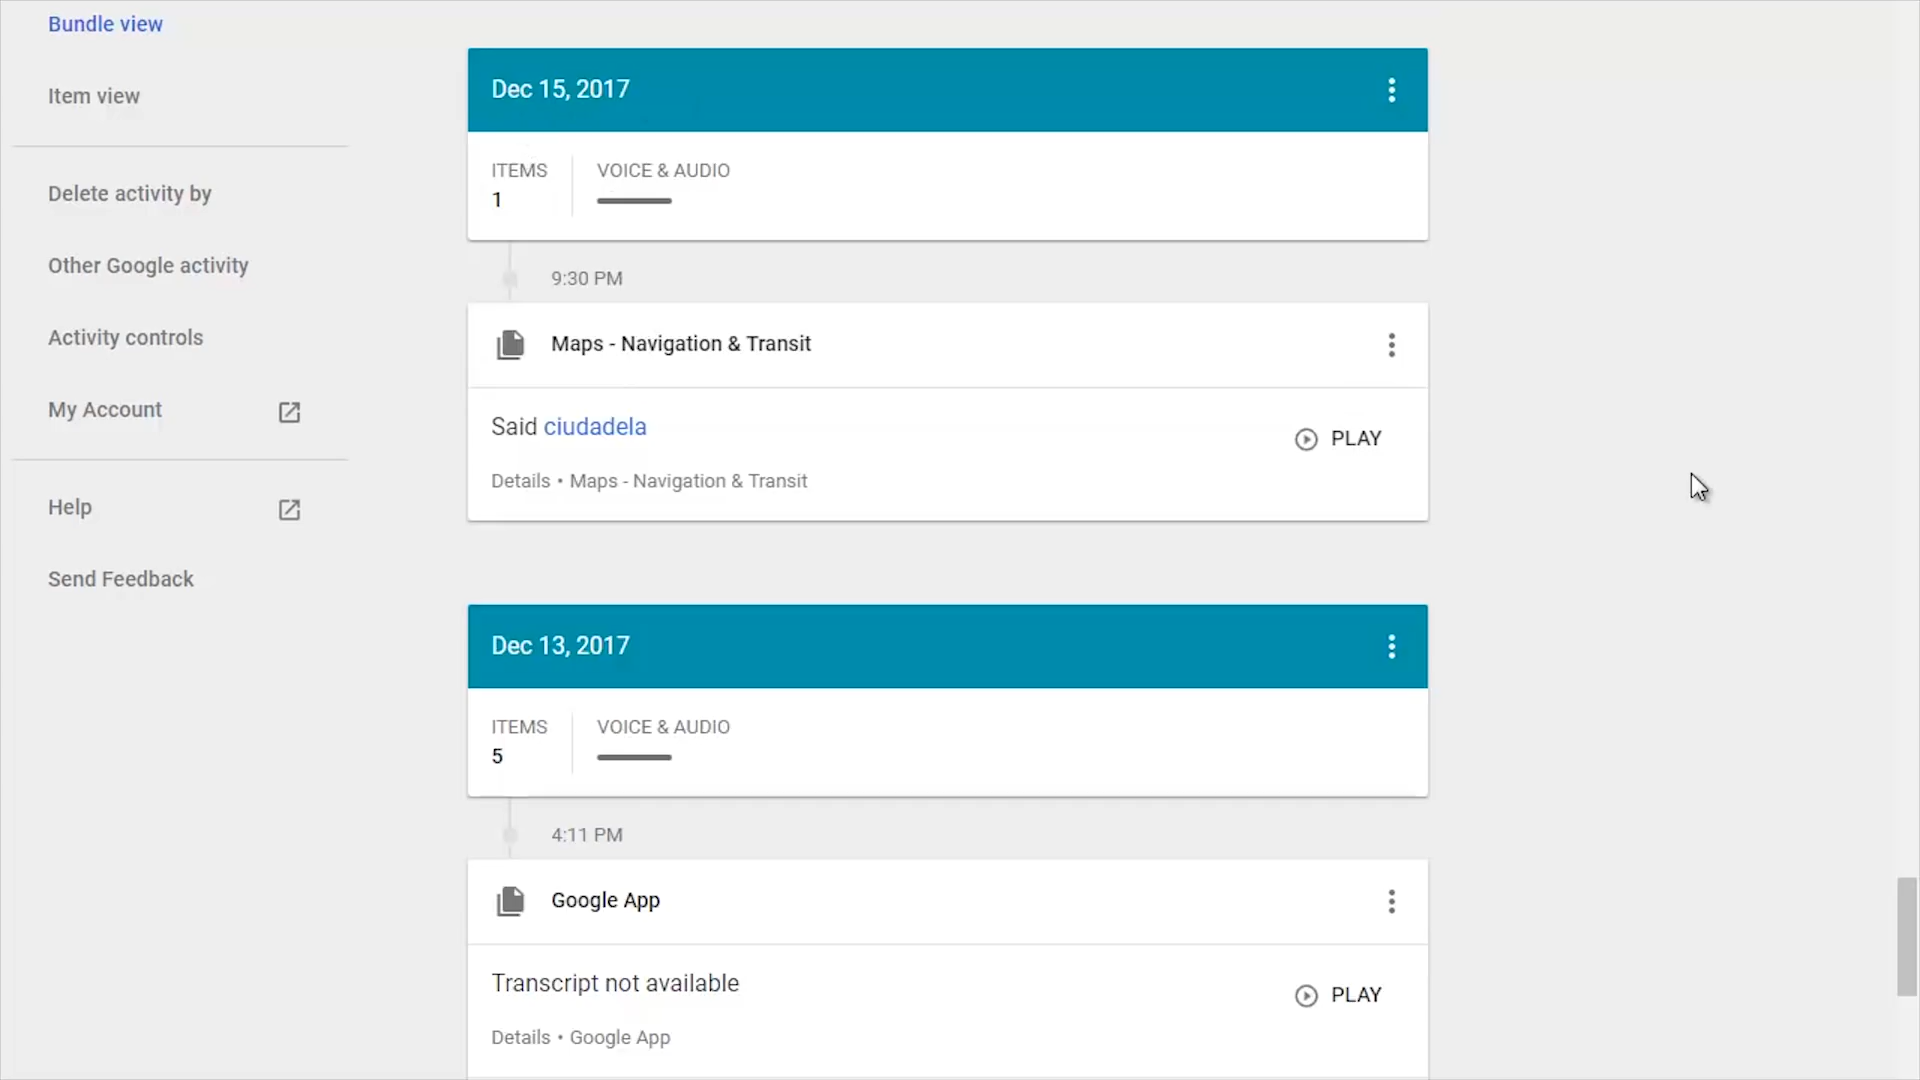 Bundle view
Item view
Delete activity by
Other Google activity
Activity controls
My Account
Help
Send Feedback
Dec 15, 2017
ITEMS
1
VOICE & AUDIO
9:30 PM
Maps - Navigation & Transit
Said ciudadela
PLAY
Details • Maps - Navigation & Transit
Dec 13, 2017
ITEMS
5
VOICE & AUDIO
4:11 PM
Google App
Transcript not available
PLAY
Details • Google App